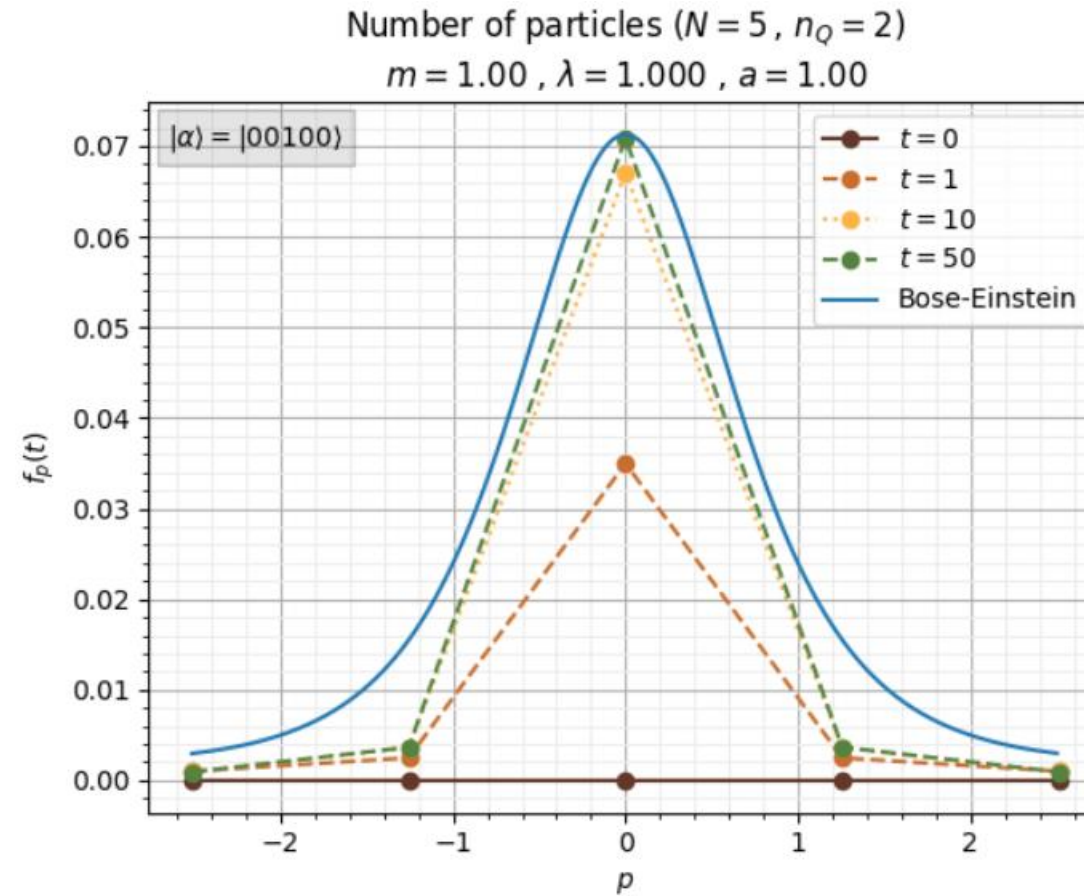 Number of particles (N = 5 , n_Q = 2)
m = 1.00 , λ = 1.000 , a = 1.00
|α⟩ = |00100⟩
t = 0
t = 1
t = 10
t = 50
Bose-Einstein
0.07
0.06
0.05
0.04
0.03
0.02
0.01
0.00
f_p(t)
−2
−1
0
1
2
p